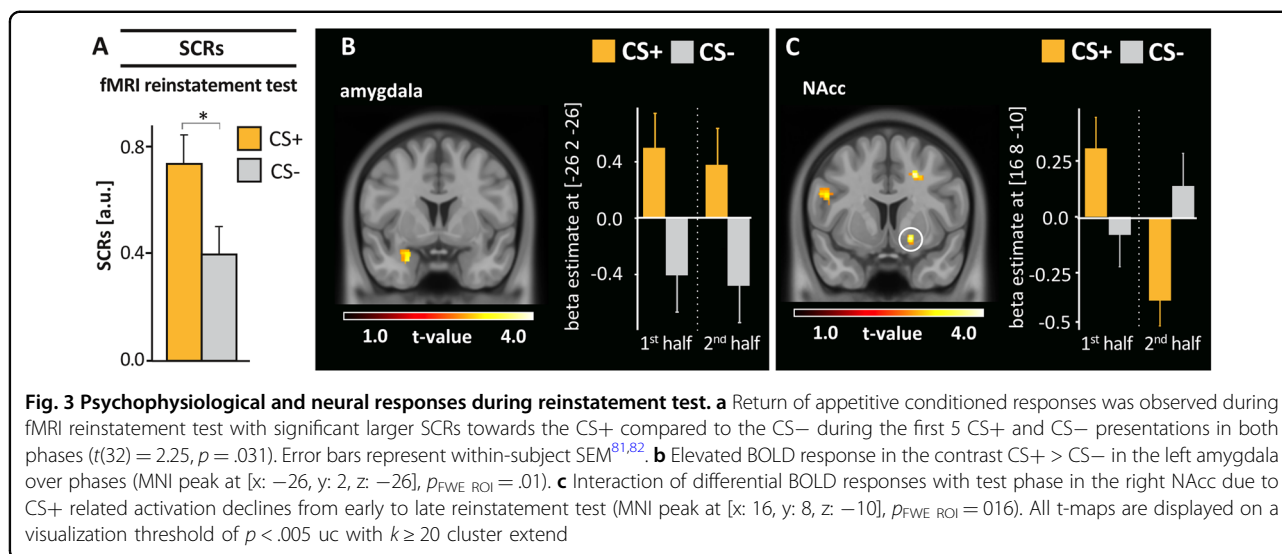 A
SCRs
fMRI reinstatement test
*
CS+
CS-
SCRs [a.u.]
0.8
0.4
0.0
B
CS+ CS-
amygdala
beta estimate at [-26 2 -26]
0.4
0.0
-0.4
1.0 t-value 4.0
1st half 2nd half
C
CS+ CS-
NAcc
beta estimate at [16 8 -10]
0.25
0.0
-0.25
-0.5
1.0 t-value 4.0
1st half 2nd half
Fig. 3 Psychophysiological and neural responses during reinstatement test. a Return of appetitive conditioned responses was observed during
fMRI reinstatement test with significant larger SCRs towards the CS+ compared to the CS− during the first 5 CS+ and CS− presentations in both
phases (t(32) = 2.25, p = .031). Error bars represent within-subject SEM81,82. b Elevated BOLD response in the contrast CS+ > CS− in the left amygdala
over phases (MNI peak at [x: −26, y: 2, z: −26], pFWE ROI = .01). c Interaction of differential BOLD responses with test phase in the right NAcc due to
CS+ related activation declines from early to late reinstatement test (MNI peak at [x: 16, y: 8, z: −10], pFWE ROI = 016). All t-maps are displayed on a
visualization threshold of p < .005 uc with k ≥ 20 cluster extend